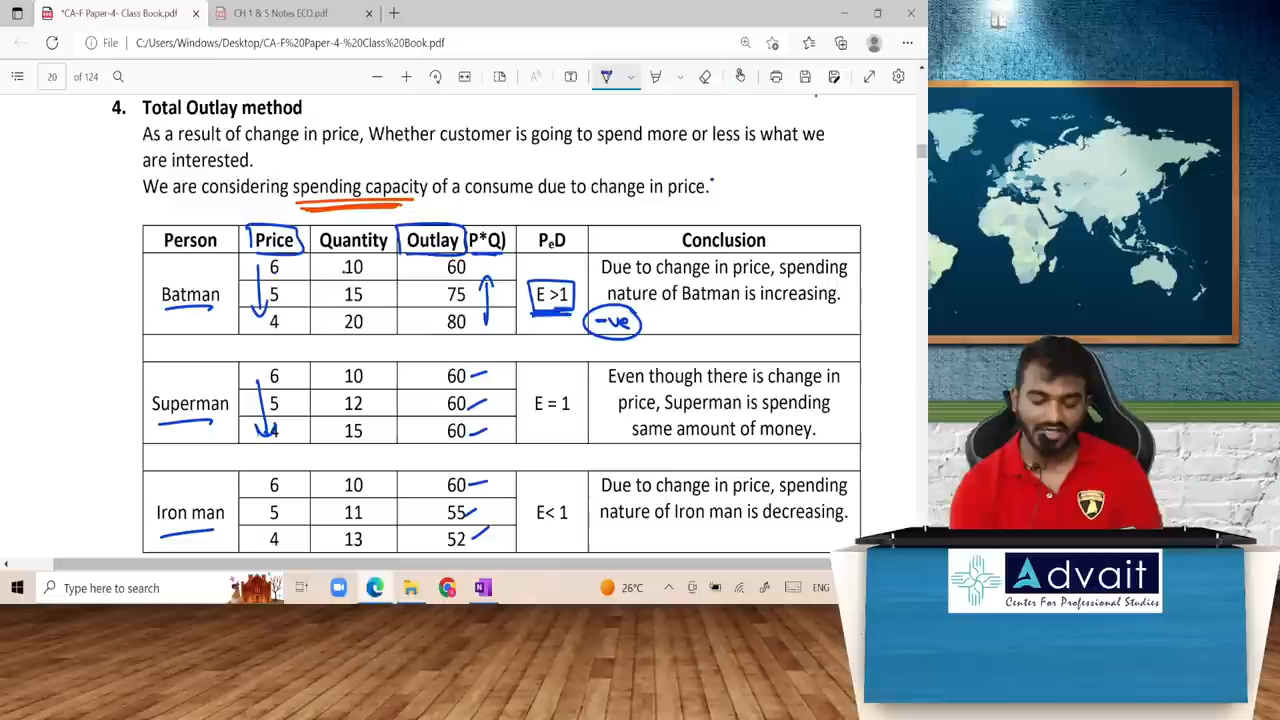 *CA-F Paper-4- Class Book.pdf
CH 1 & 5 Notes ECO.pdf
File
C:/Users/Windows/Desktop/CA-F%20Paper-4-%20Class%20Book.pdf
20 of 124
4. Total Outlay method
As a result of change in price, Whether customer is going to spend more or less is what we
are interested.
We are considering spending capacity of a consume due to change in price.
Person Price Quantity Outlay P*Q) PeD Conclusion
6 10 60 Due to change in price, spending
Batman 5 15 75 E >1 nature of Batman is increasing.
4 20 80 -ve
6 10 60 Even though there is change in
Superman 5 12 60 E = 1 price, Superman is spending
4 15 60 same amount of money.
6 10 60 Due to change in price, spending
Iron man 5 11 55 E< 1 nature of Iron man is decreasing.
4 13 52
Type here to search
26°C
ENG
Advait
Center For Professional Studies